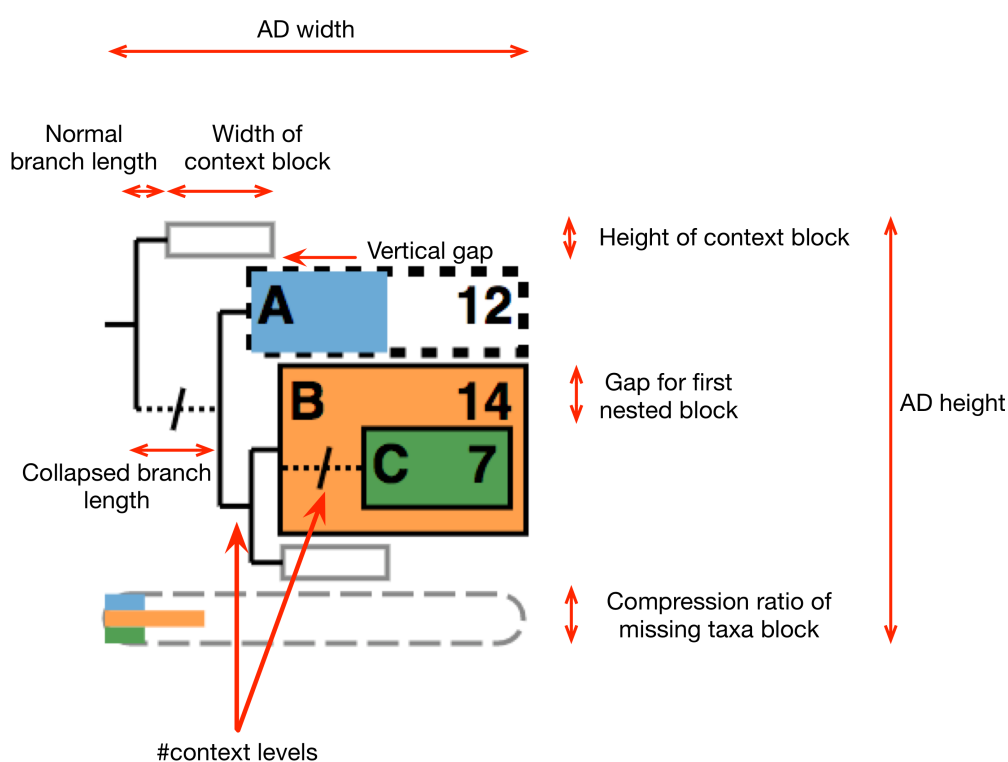 AD width
Normal
branch length
Width of
context block
Height of context block
Vertical gap
A 12
Gap for first
nested block
B 14
AD height
C 7
Collapsed branch
length
Compression ratio of
missing taxa block
#context levels